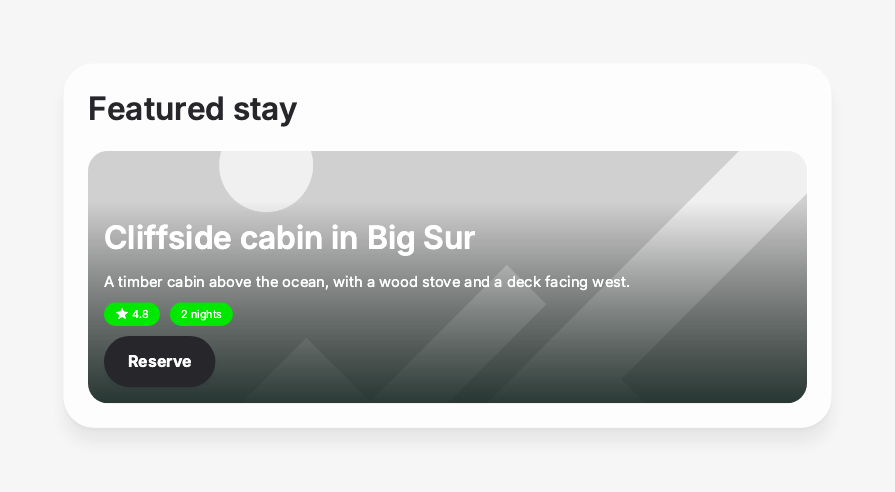 Featured stay
Cliffside cabin in Big Sur
A timber cabin above the ocean, with a wood stove and a deck facing west.
★ 4.8
2 nights
Reserve